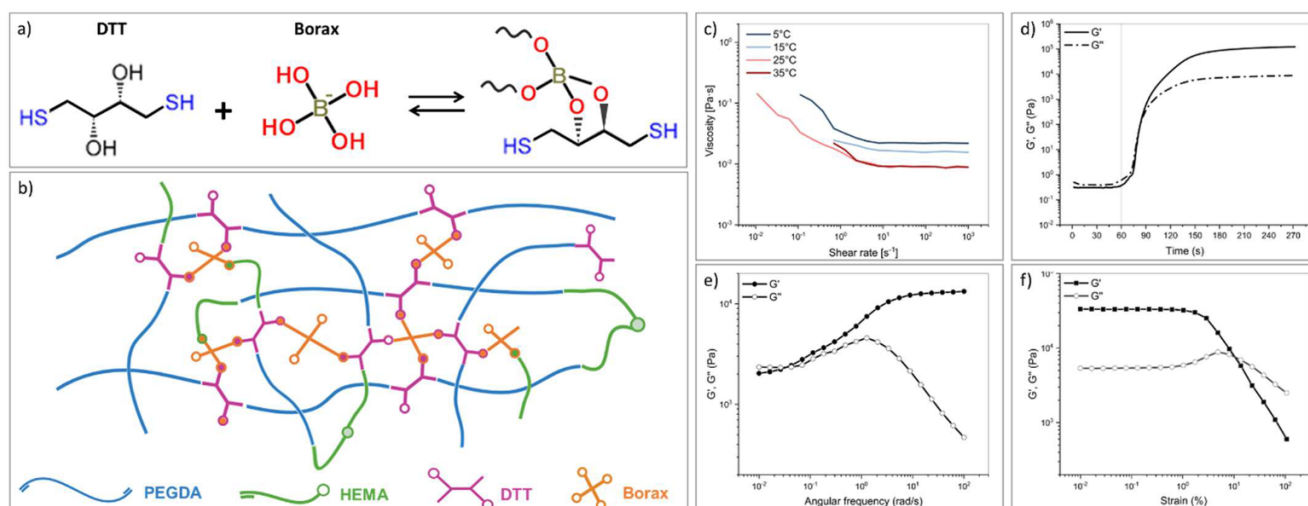 a)
DTT
Borax
OH
HS
SH
OH
+
HO
OH
B
-
HO
OH
O
O
B
O
O
HS
SH
b)
PEGDA
HEMA
DTT
Borax
c)
5°C
15°C
25°C
35°C
Viscosity [Pa·s]
10⁰
10⁻¹
10⁻²
10⁻³
10⁻²
10⁻¹
10⁰
10¹
10²
10³
Shear rate [s⁻¹]
d)
G'
G''
G', G'' (Pa)
10⁶
10⁵
10⁴
10³
10²
10¹
10⁰
10⁻¹
10⁻²
0
30
60
90
120
150
180
210
240
270
Time (s)
e)
G'
G''
G', G'' (Pa)
10⁴
10³
10⁻²
10⁻¹
10⁰
10¹
10²
Angular frequency (rad/s)
f)
G'
G''
G', G'' (Pa)
10⁴
10³
10⁻²
10⁻¹
10⁰
10¹
10²
Strain (%)